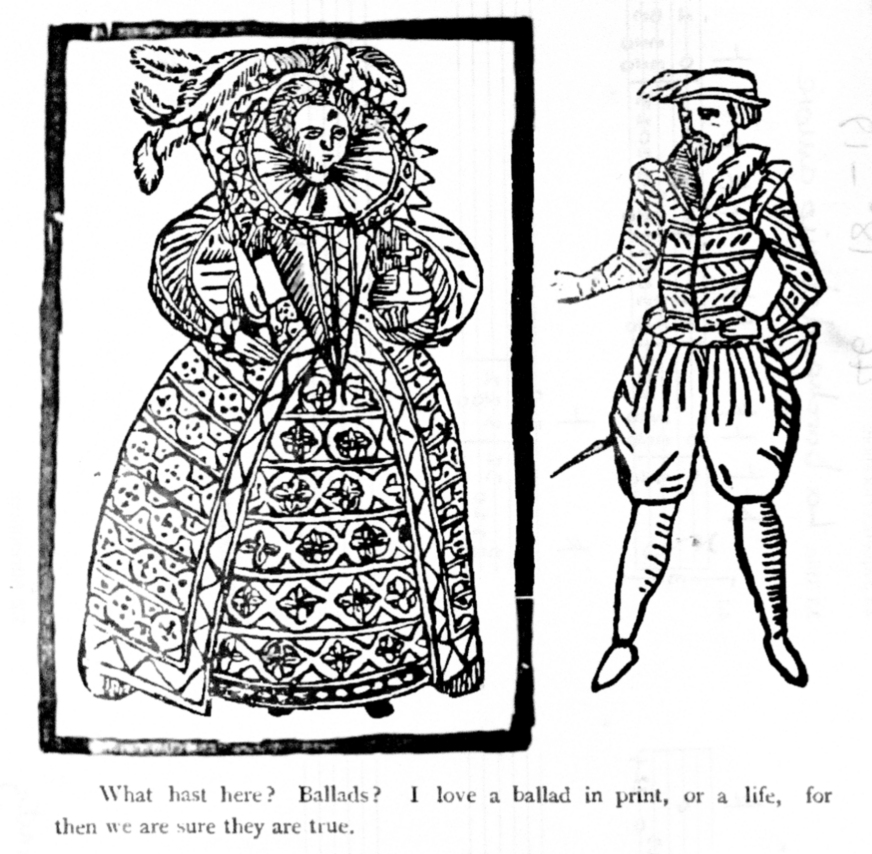 What hast here? Ballads? I love a ballad in print, or a life, for
then we are sure they are true.